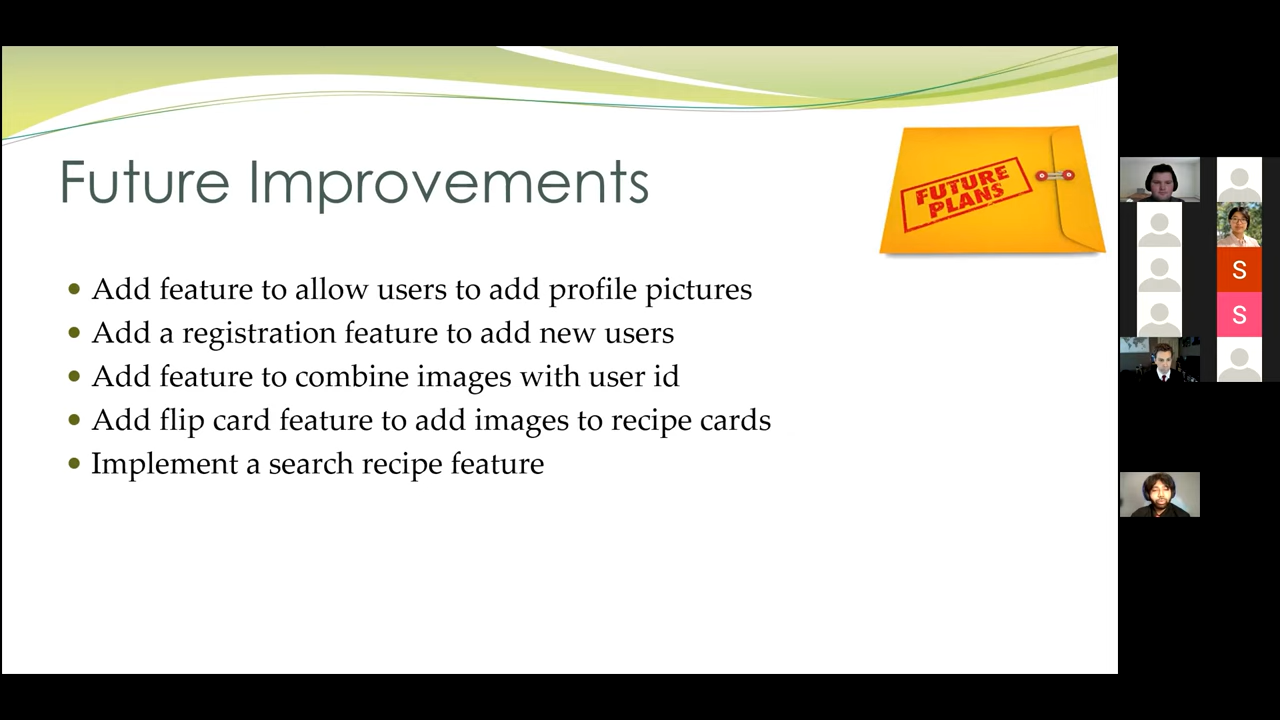 Future Improvements
FUTURE
PLANS
Add feature to allow users to add profile pictures
Add a registration feature to add new users
Add feature to combine images with user id
Add flip card feature to add images to recipe cards
Implement a search recipe feature
S
S